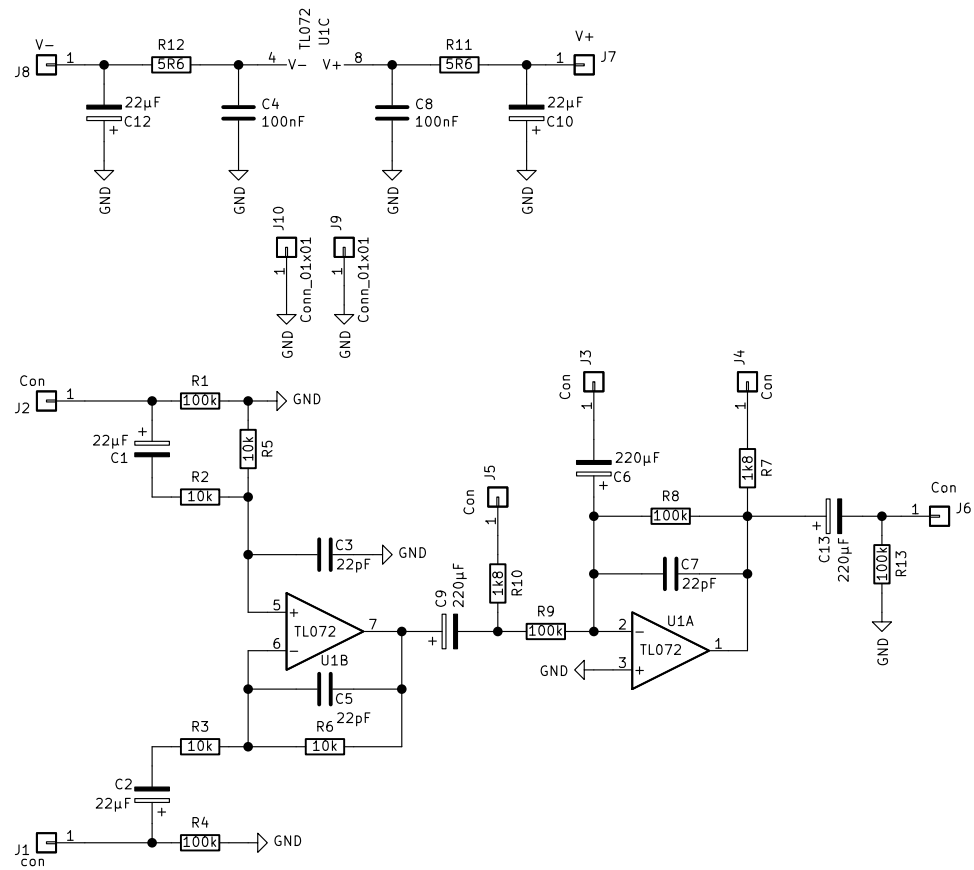 V-
J8
1
R12
5R6
4
V-
TL072
U1C
V+
8
R11
5R6
1
V+
J7
22µF
C12
+
C4
100nF
C8
100nF
22µF
C10
+
GND
GND
GND
GND
J10
1
Conn_01x01
GND
J9
1
Conn_01x01
GND
Con
J2
1
R1
100k
GND
22µF
+
C1
10k
R5
R2
10k
C3
22pF
GND
5
+
TL072
7
6
-
U1B
C5
22pF
R3
10k
R6
10k
C2
22µF
+
J1
1
con
R4
100k
GND
C9
220µF
+
J5
Con
1
1k8
R10
R9
100k
J3
Con
1
220µF
C6
+
J4
Con
1
1k8
R7
R8
100k
C7
22pF
U1A
2
-
TL072
1
GND
3
+
C13
220µF
+
Con
1
J6
100k
R13
GND